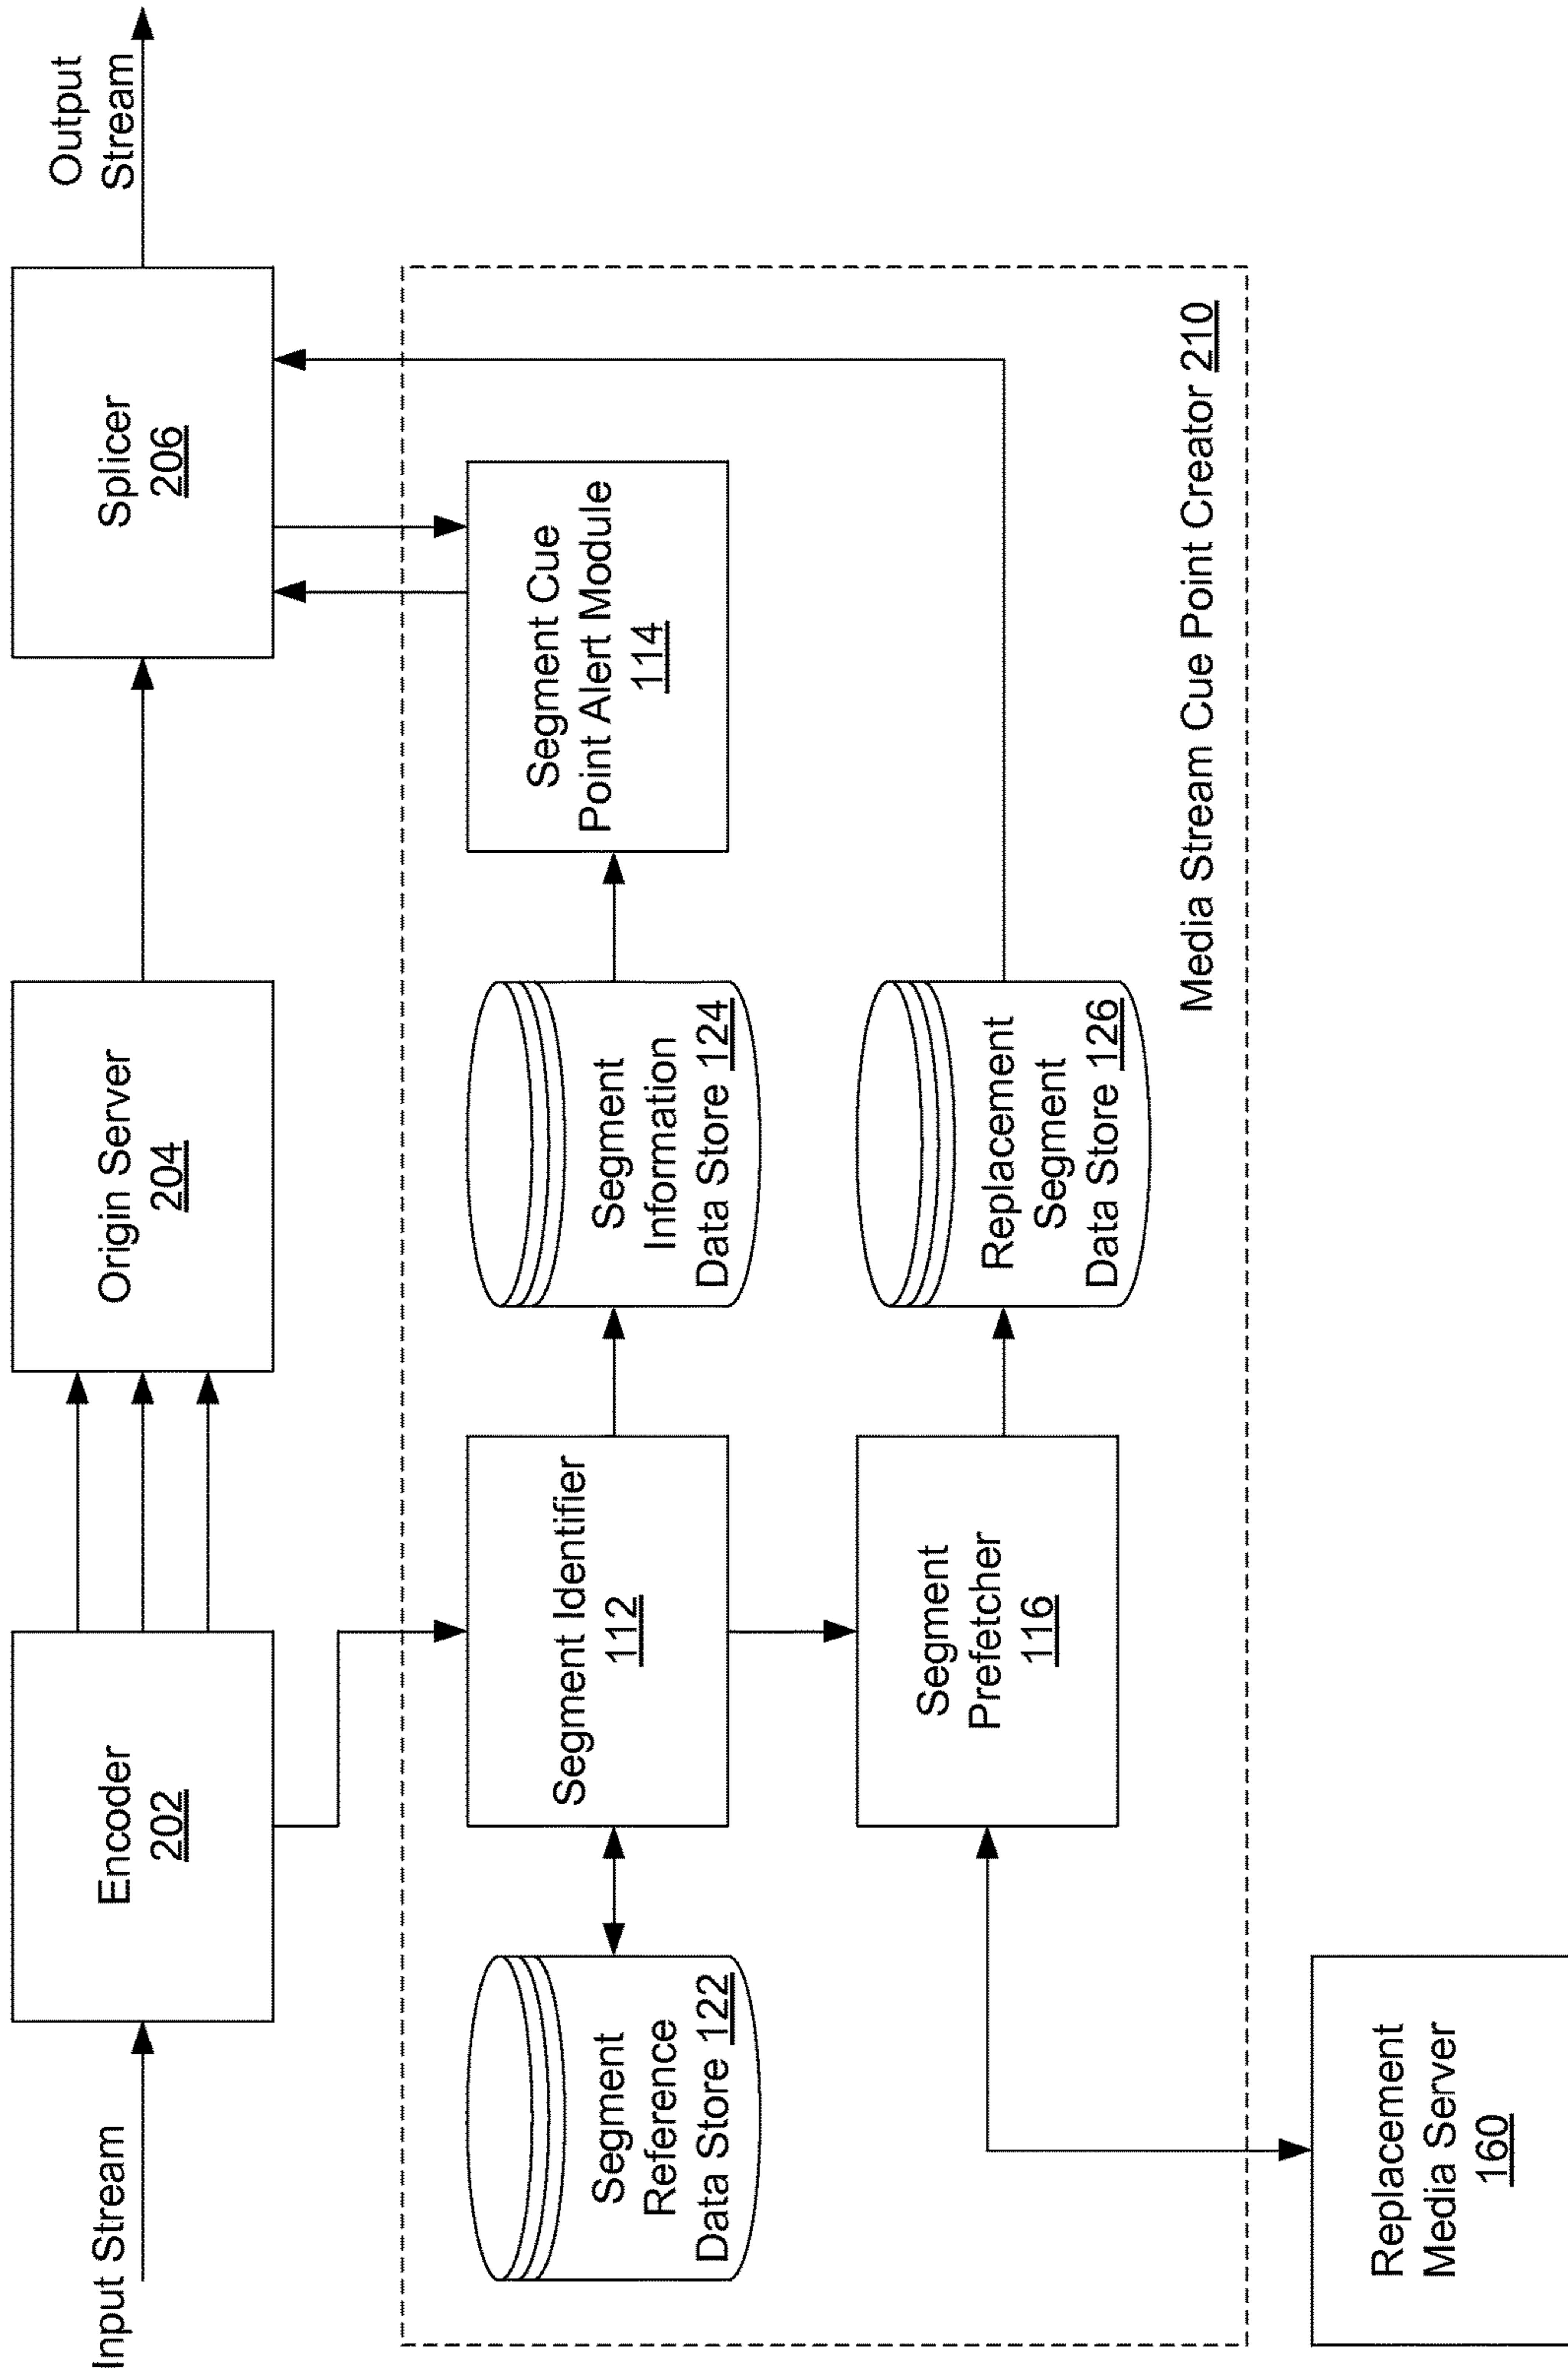 Input Stream
Encoder
202
Origin Server
204
Splicer
206
Output
Stream
Segment
Reference
Data Store 122
Segment Identifier
112
Segment
Information
Data Store 124
Segment Cue
Point Alert Module
114
Segment
Prefetcher
116
Replacement
Segment
Data Store 126
Media Stream Cue Point Creator 210
Replacement
Media Server
160